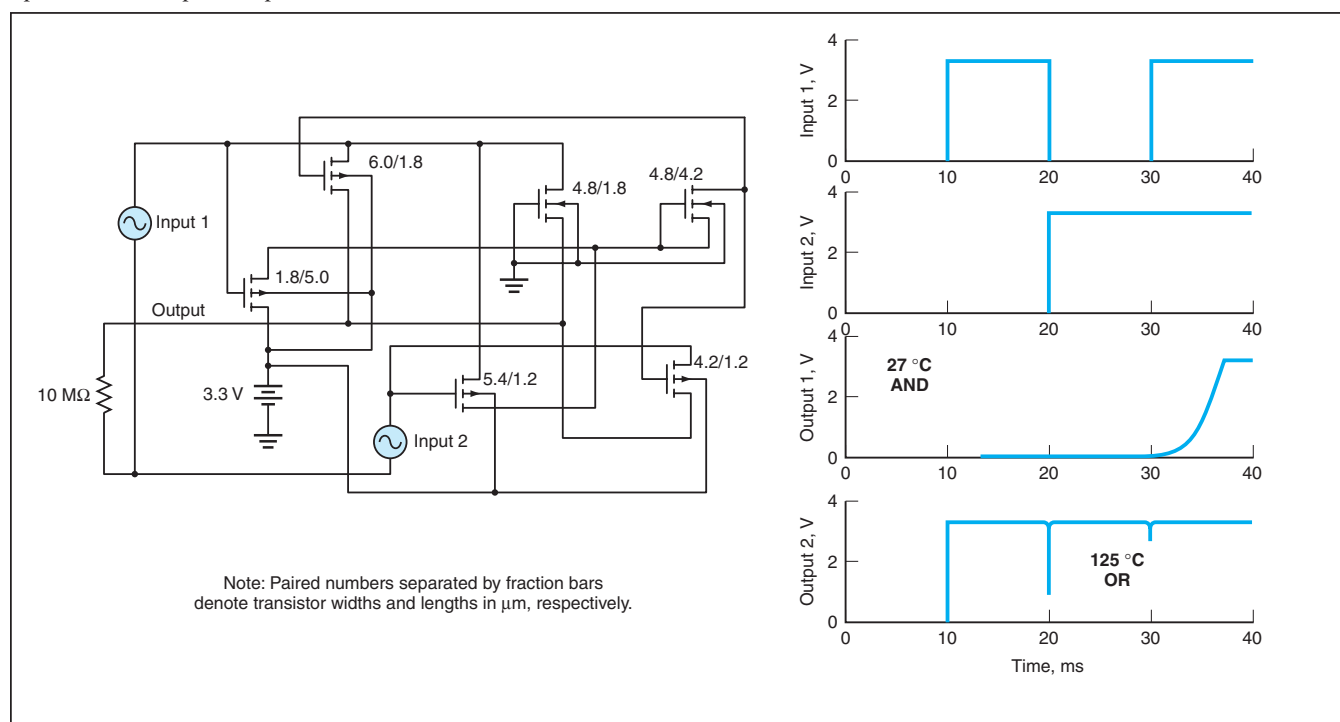 6.0/1.8
4.8/1.8
4.8/4.2
Input 1
1.8/5.0
Output
10 MΩ
3.3 V
5.4/1.2
4.2/1.2
Input 2
Note: Paired numbers separated by fraction bars
denote transistor widths and lengths in µm, respectively.
Input 1, V
4
2
0
0 10 20 30 40
Input 2, V
4
2
0
0 10 20 30 40
Output 1, V
4
2
0
27 °C
AND
0 10 20 30 40
Output 2, V
4
2
0
125 °C
OR
0 10 20 30 40
Time, ms